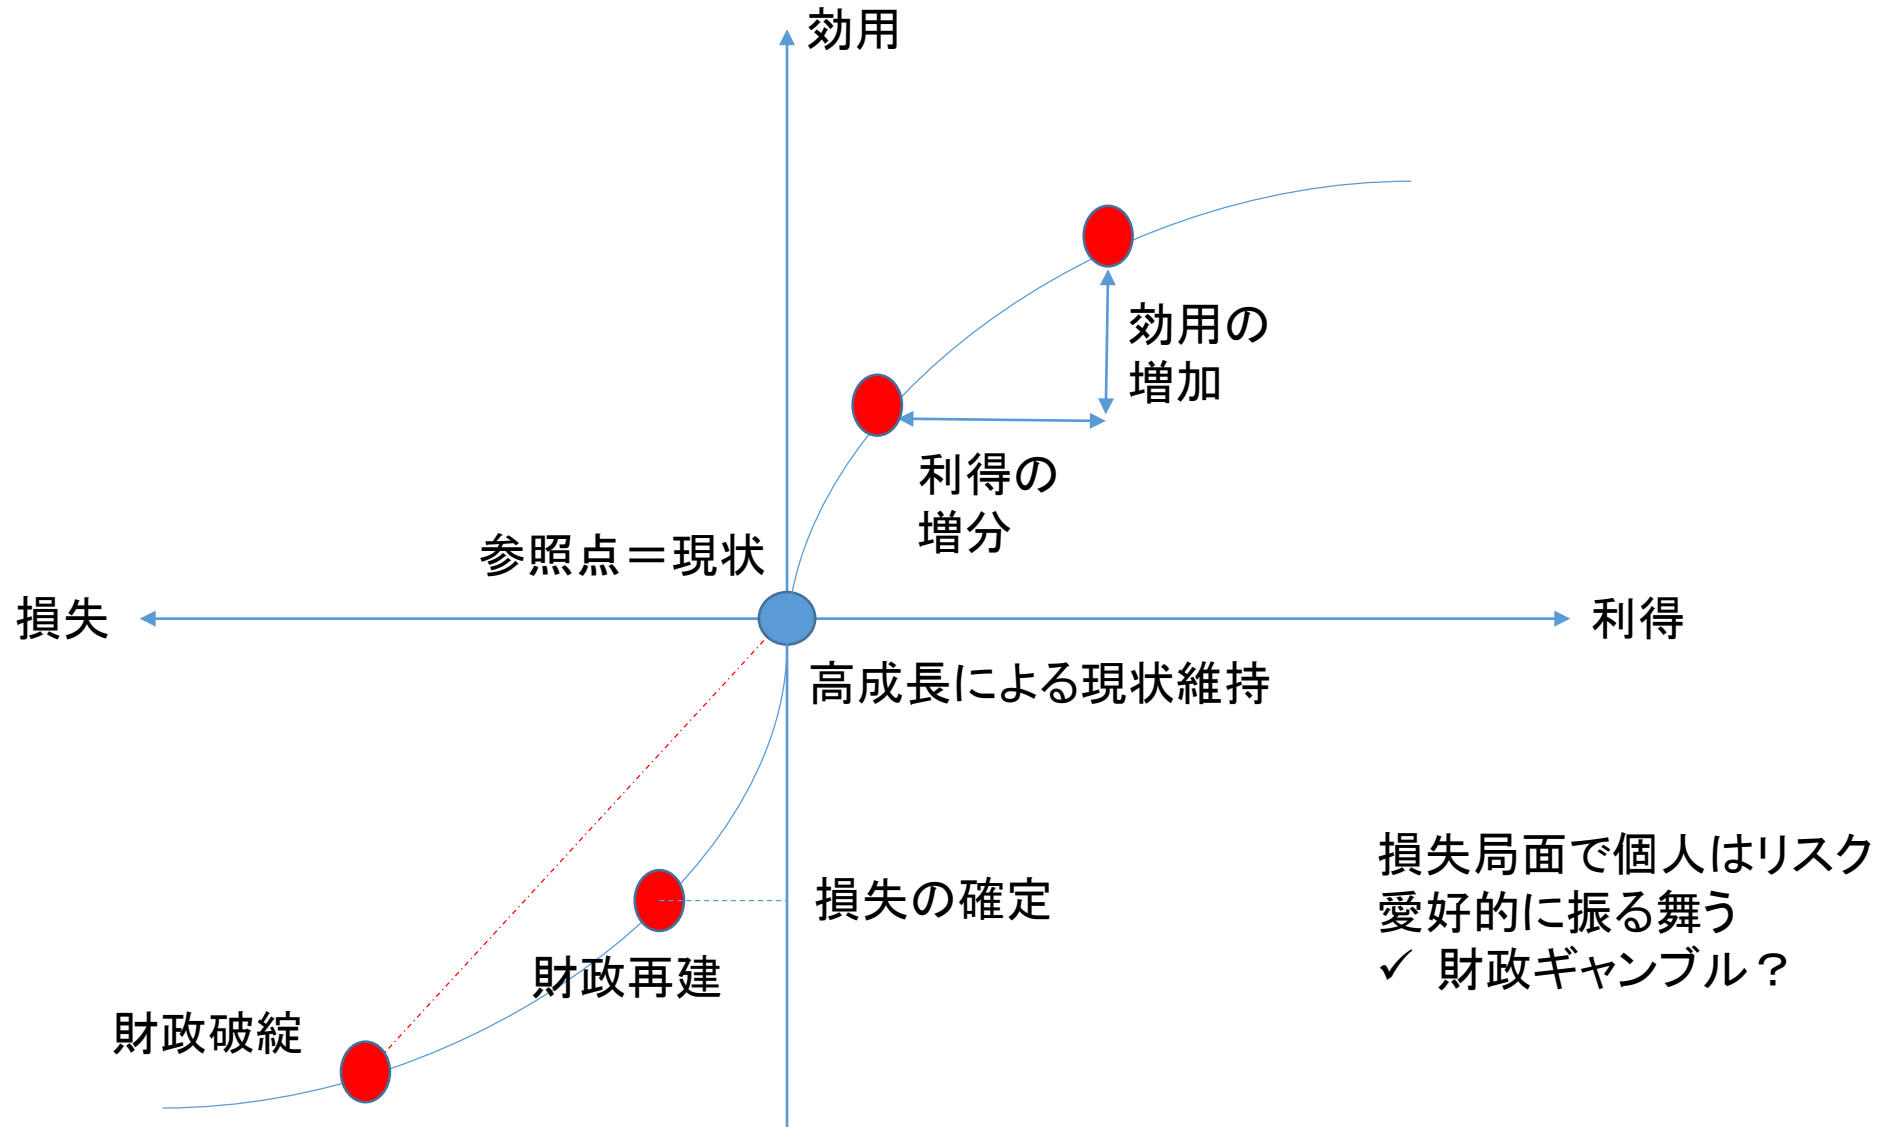 効用
効用の
増加
利得の
増分
参照点＝現状
損失
利得
高成長による現状維持
損失局面で個人はリスク
愛好的に振る舞う
✓ 財政ギャンブル？
損失の確定
財政再建
財政破綻